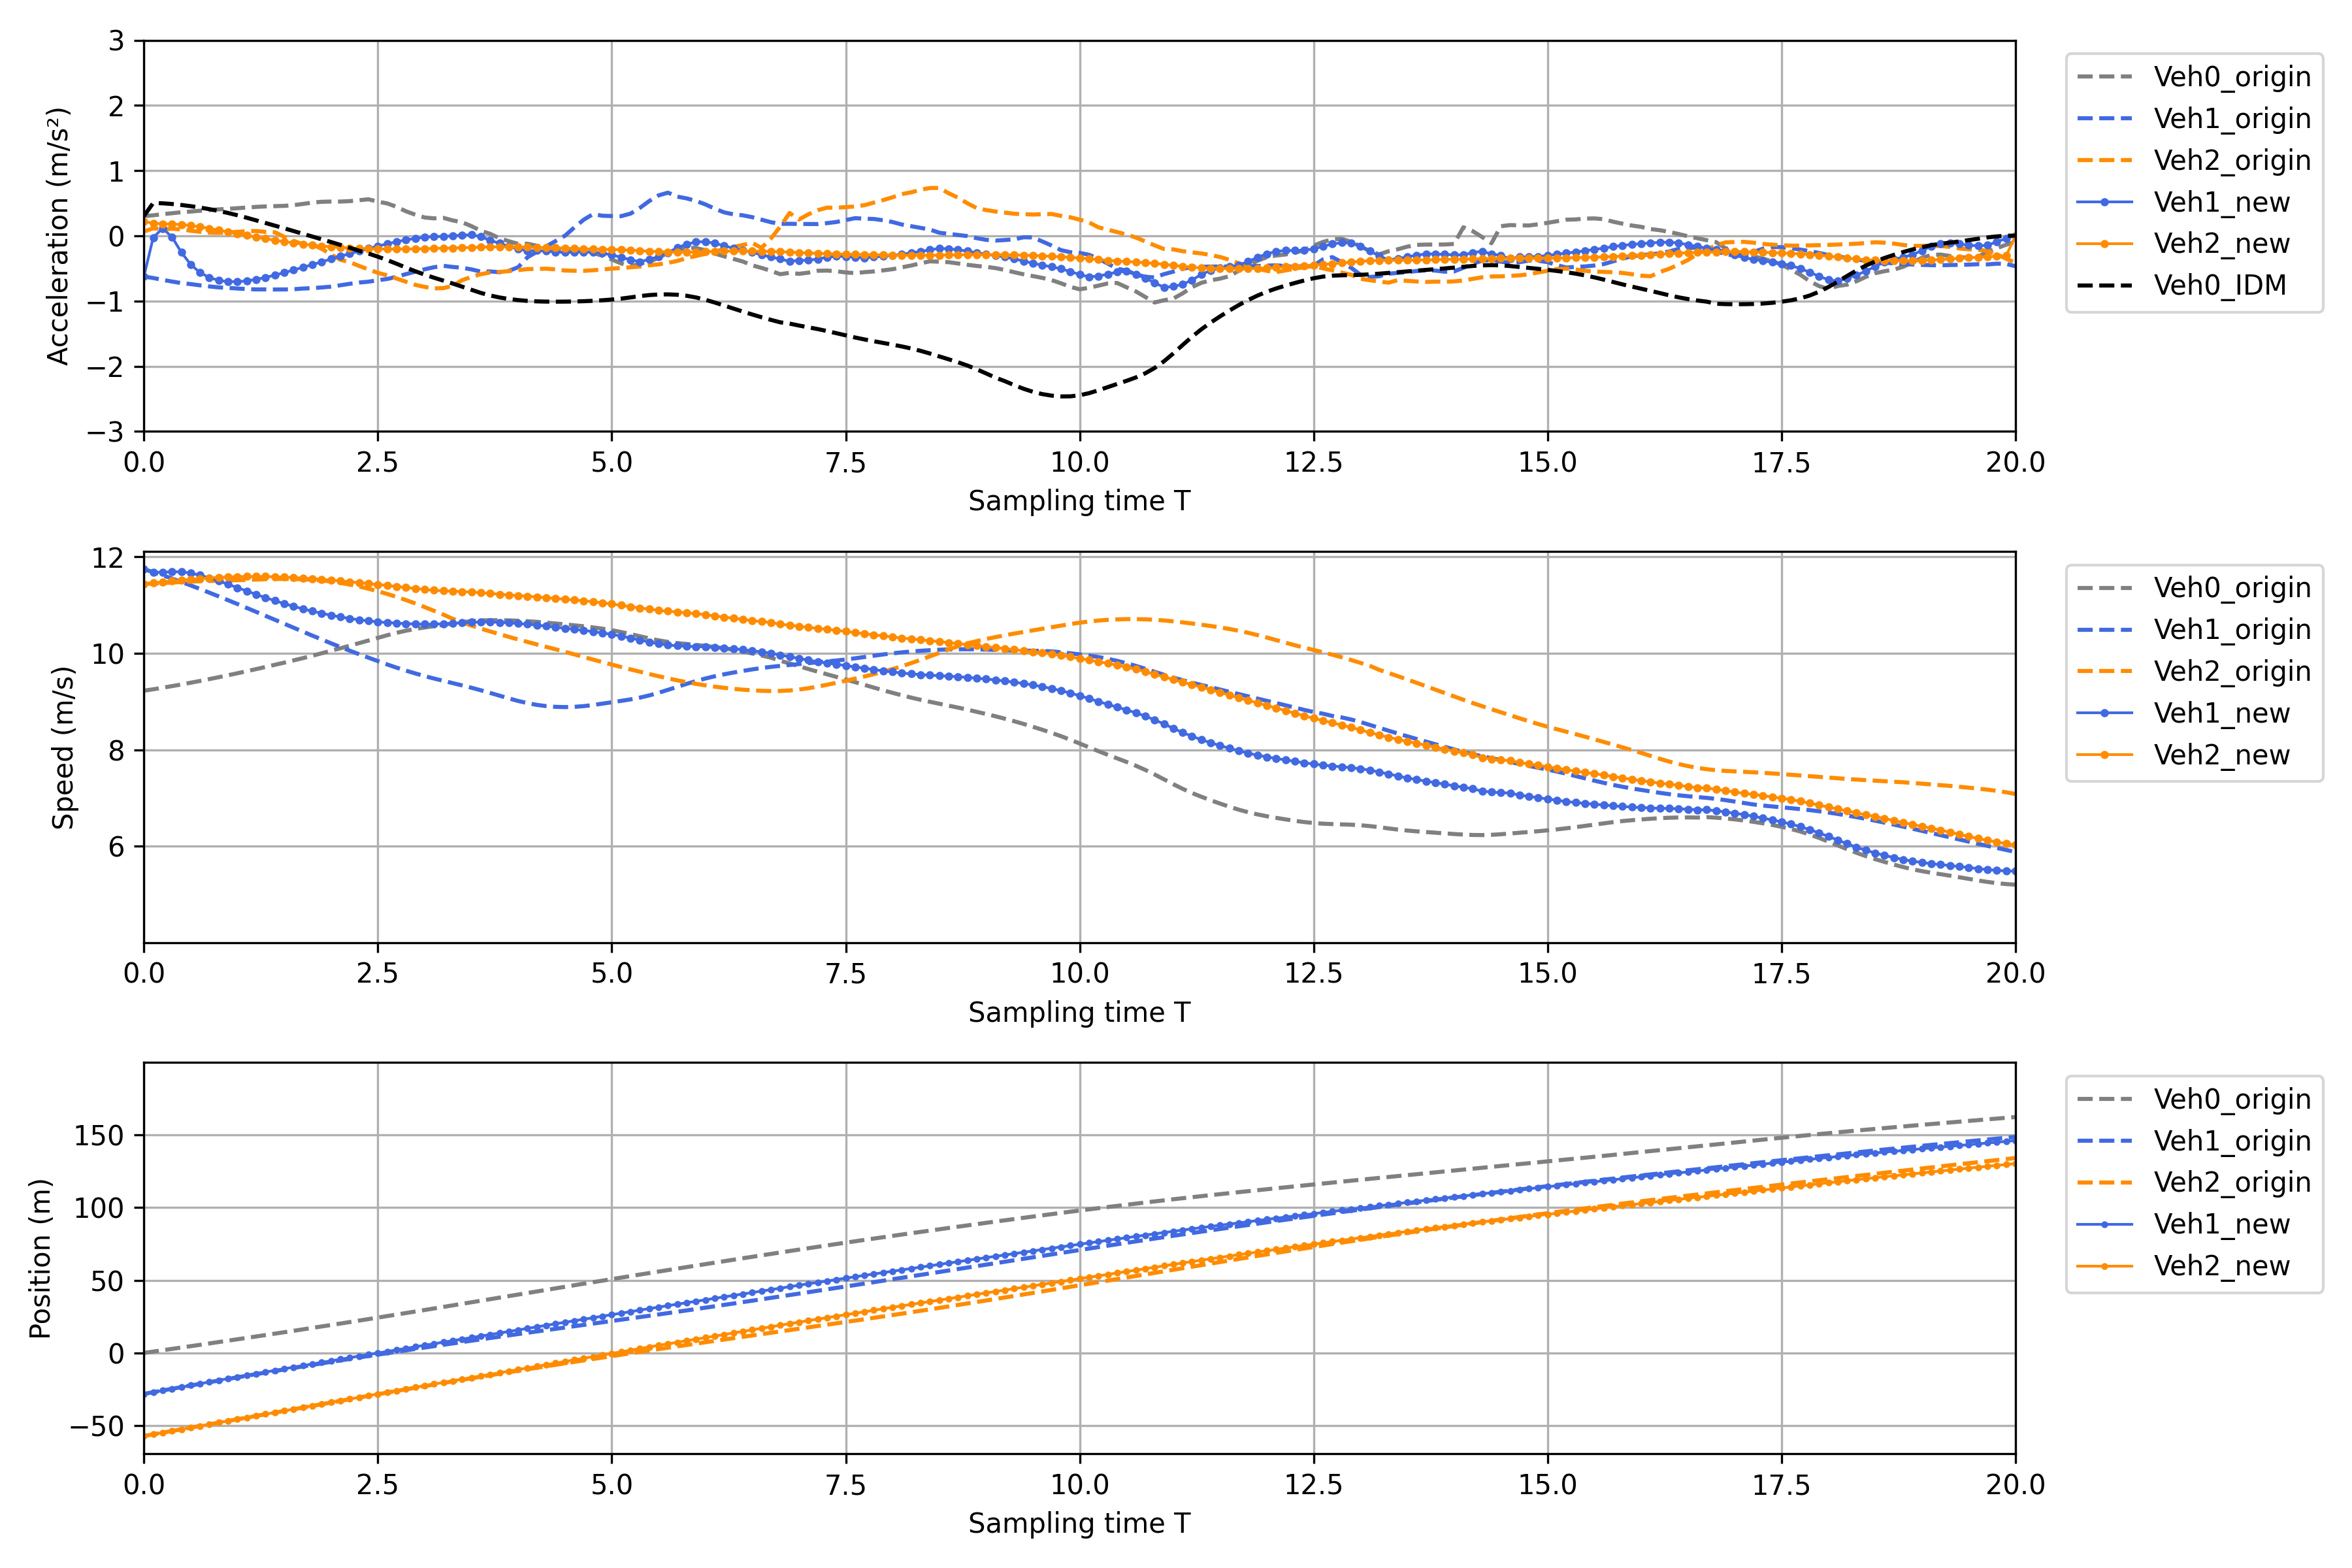 Acceleration (m/s²)
3
2
1
0
−1
−2
−3
0.0 2.5 5.0 7.5 10.0 12.5 15.0 17.5 20.0
Sampling time T
Veh0_origin
Veh1_origin
Veh2_origin
Veh1_new
Veh2_new
Veh0_IDM
Speed (m/s)
12
10
8
6
0.0 2.5 5.0 7.5 10.0 12.5 15.0 17.5 20.0
Sampling time T
Veh0_origin
Veh1_origin
Veh2_origin
Veh1_new
Veh2_new
Position (m)
150
100
50
0
−50
0.0 2.5 5.0 7.5 10.0 12.5 15.0 17.5 20.0
Sampling time T
Veh0_origin
Veh1_origin
Veh2_origin
Veh1_new
Veh2_new